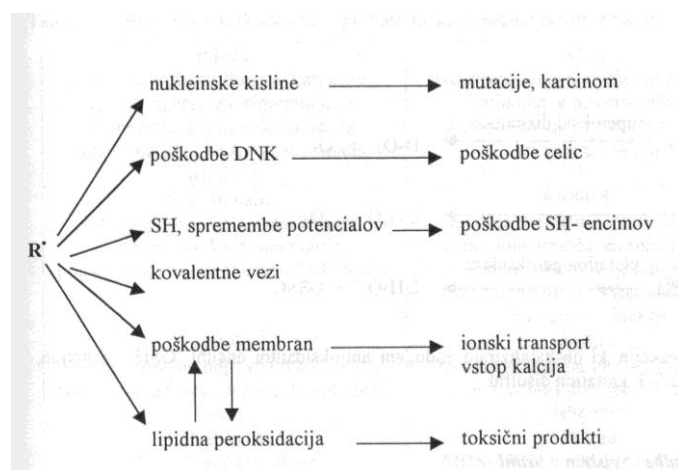 nukleinske kisline mutacije, karcinom
poškodbe DNK poškodbe celic
SH, spremembe potencialov poškodbe SH- encimov
R•
kovalentne vezi
poškodbe membran ionski transport
vstop kalcija
lipidna peroksidacija toksični produkti